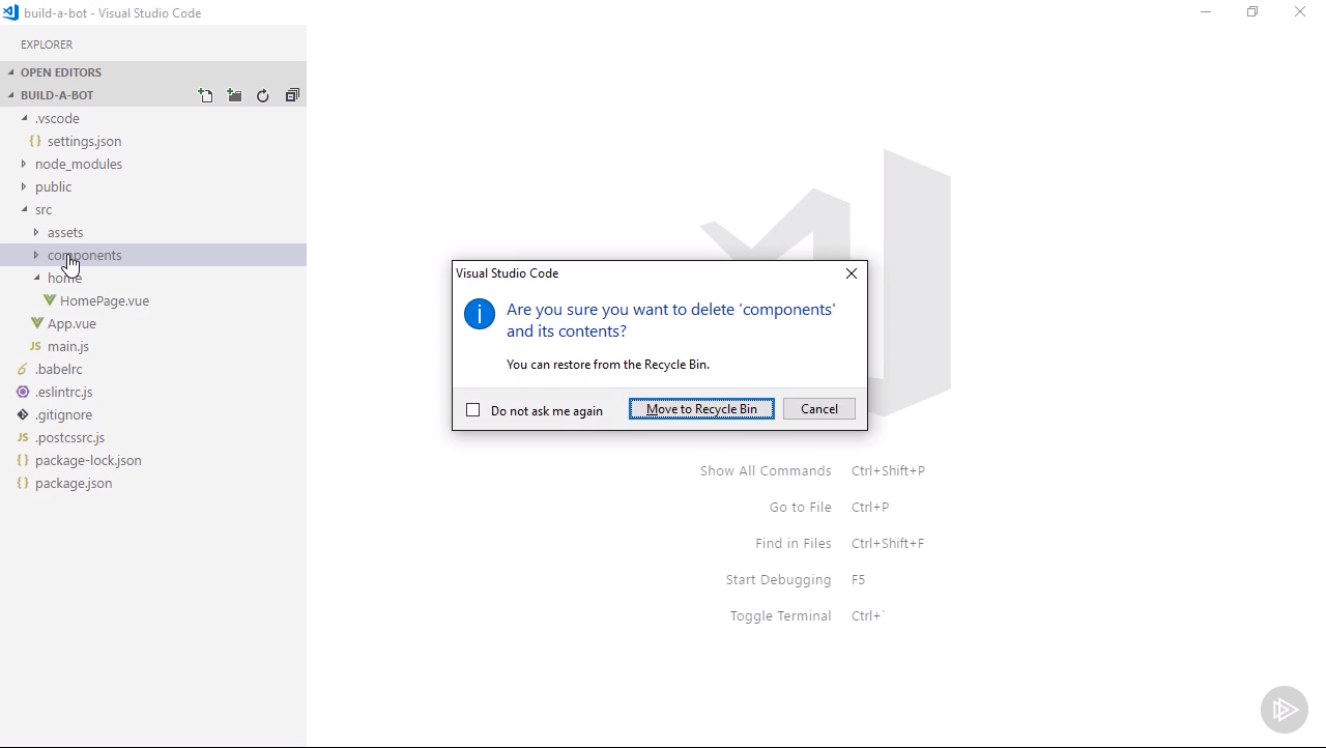 build-a-bot - Visual Studio Code
EXPLORER
OPEN EDITORS
BUILD-A-BOT
.vscode
{} settings.json
node_modules
public
src
assets
components
home
HomePage.vue
App.vue
JS main.js
.babelrc
.eslintrc.js
.gitignore
JS .postcssrc.js
{} package-lock.json
{} package.json
Visual Studio Code
Are you sure you want to delete 'components'
and its contents?
You can restore from the Recycle Bin.
Do not ask me again
Move to Recycle Bin
Cancel
Show All Commands Ctrl+Shift+P
Go to File Ctrl+P
Find in Files Ctrl+Shift+F
Start Debugging F5
Toggle Terminal Ctrl+`